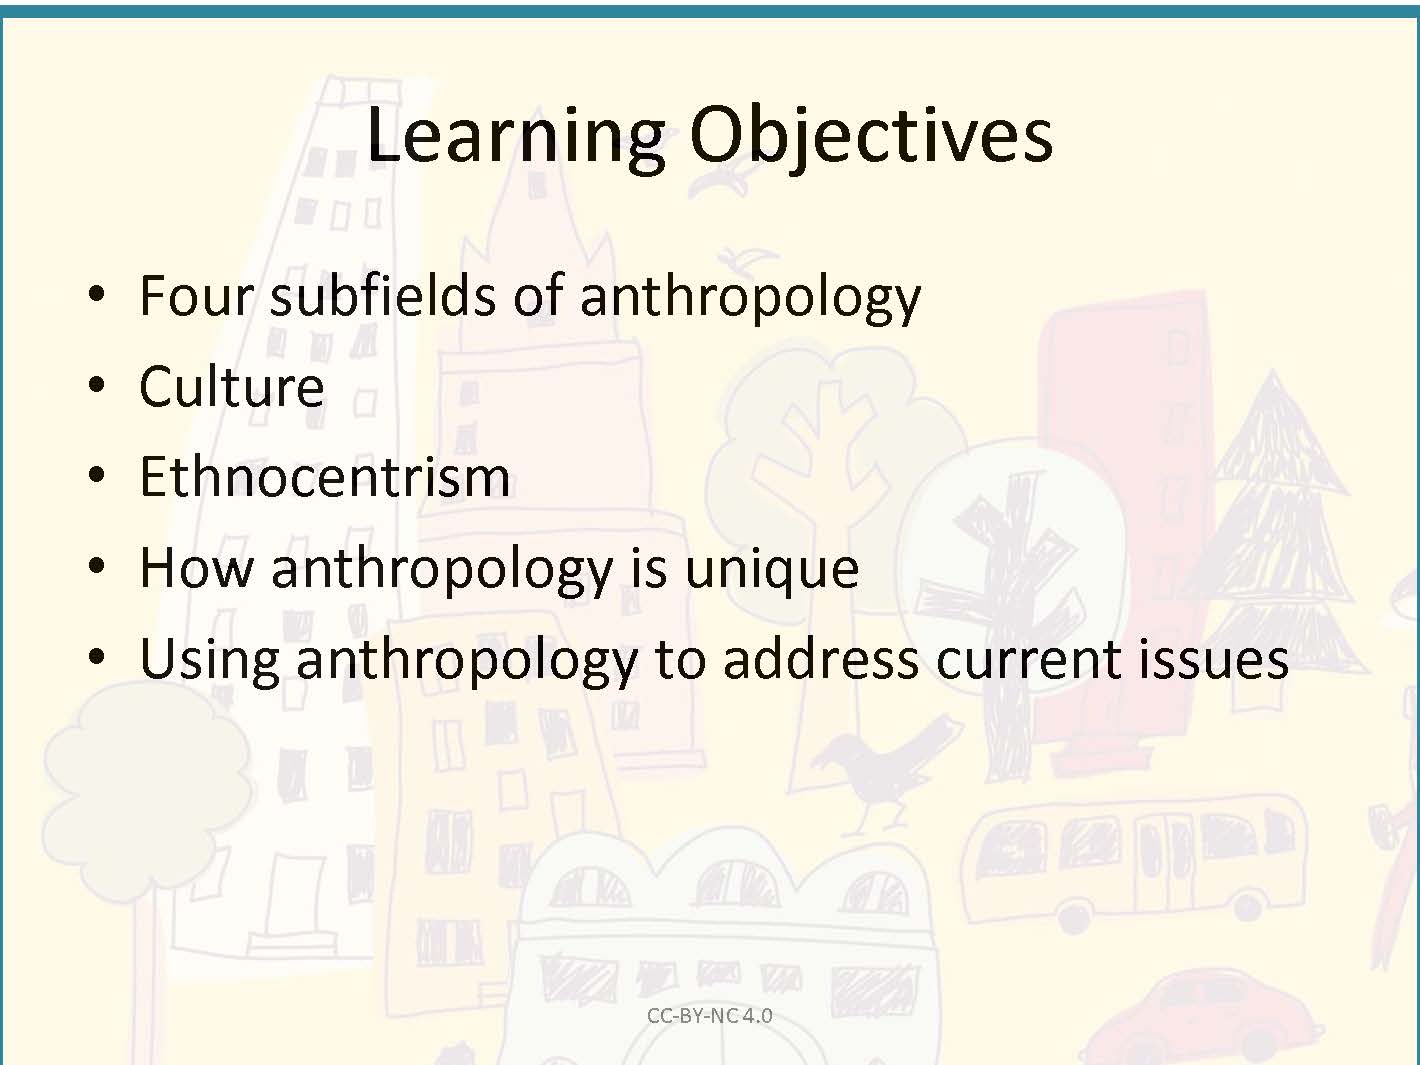 Learning Objectives
• Four subfields of anthropology
• Culture
• Ethnocentrism
• How anthropology is unique
• Using anthropology to address current issues
CC-BY-NC 4.0